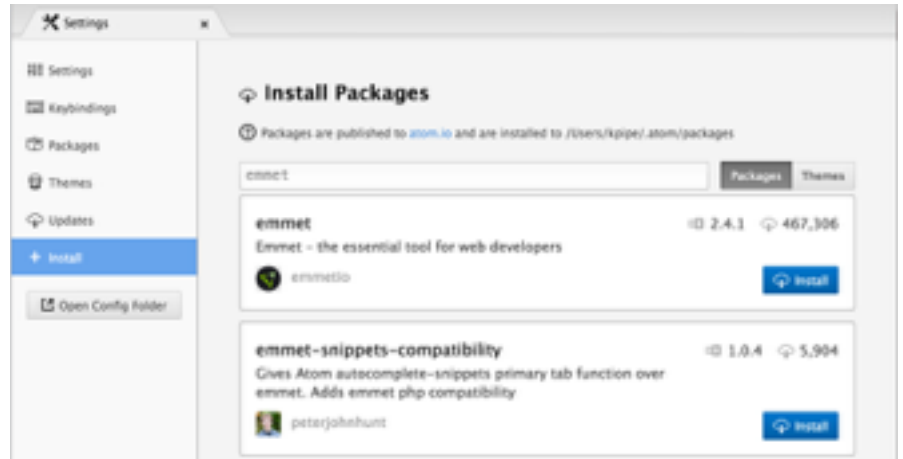 Settings
Settings
Keybindings
Packages
Themes
Updates
Install
Open Config Folder
Install Packages
Packages are published to atom.io and are installed to /Users/kpipe/.atom/packages
emmet
Packages Themes
emmet 2.4.1 467,306
Emmet - the essential tool for web developers
emmetio Install
emmet-snippets-compatibility 1.0.4 5,904
Gives Atom autocomplete-snippets primary tab function over
emmet. Adds emmet php compatibility
peterjohnhunt Install